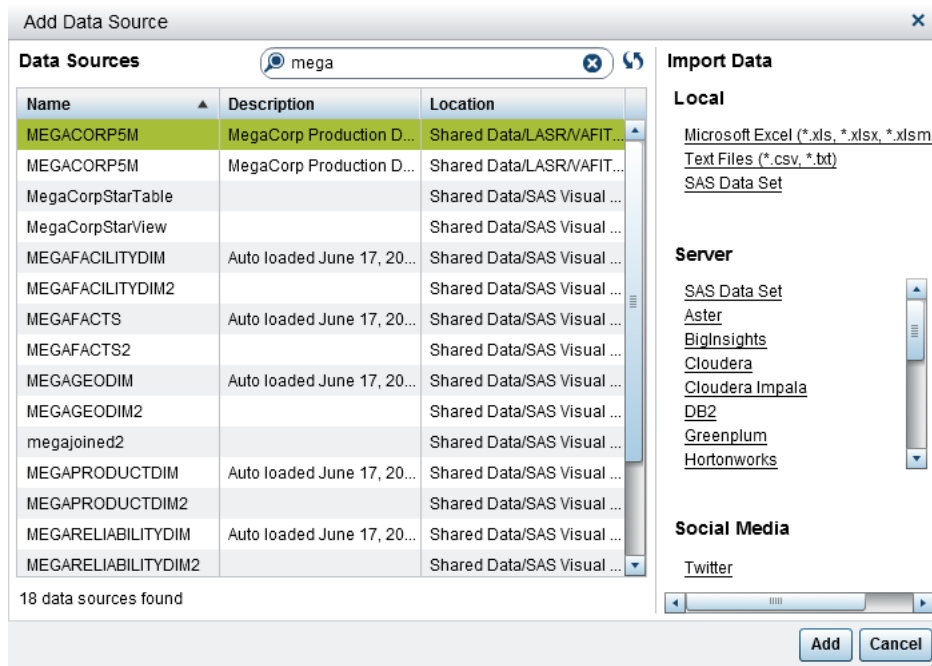 Add Data Source
Data Sources
mega
Name Description Location
MEGACORP5M MegaCorp Production D... Shared Data/LASR/VAFIT...
MEGACORP5M MegaCorp Production D... Shared Data/LASR/VAFIT...
MegaCorpStarTable Shared Data/SAS Visual ...
MegaCorpStarView Shared Data/SAS Visual ...
MEGAFACILITYDIM Auto loaded June 17, 20... Shared Data/SAS Visual ...
MEGAFACILITYDIM2 Shared Data/SAS Visual ...
MEGAFACTS Auto loaded June 17, 20... Shared Data/SAS Visual ...
MEGAFACTS2 Shared Data/SAS Visual ...
MEGAGEODIM Auto loaded June 17, 20... Shared Data/SAS Visual ...
MEGAGEODIM2 Shared Data/SAS Visual ...
megajoined2 Shared Data/SAS Visual ...
MEGAPRODUCTDIM Auto loaded June 17, 20... Shared Data/SAS Visual ...
MEGAPRODUCTDIM2 Shared Data/SAS Visual ...
MEGARELIABILITYDIM Auto loaded June 17, 20... Shared Data/SAS Visual ...
MEGARELIABILITYDIM2 Shared Data/SAS Visual ...
18 data sources found
Import Data
Local
Microsoft Excel (*.xls, *.xlsx, *.xlsm
Text Files (*.csv, *.txt)
SAS Data Set
Server
SAS Data Set
Aster
BigInsights
Cloudera
Cloudera Impala
DB2
Greenplum
Hortonworks
Social Media
Twitter
Add Cancel